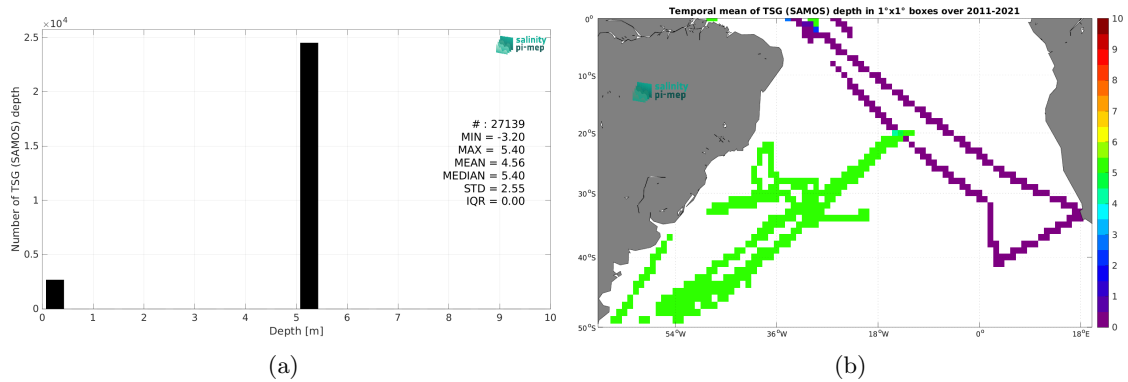 ×10⁴
2.5
2
1.5
1
0.5
0
Number of TSG (SAMOS) depth
salinity
pi-mep
# : 27139
MIN = -3.20
MAX = 5.40
MEAN = 4.56
MEDIAN = 5.40
STD = 2.55
IQR = 0.00
0 1 2 3 4 5 6 7 8 9 10
Depth [m]
(a)
Temporal mean of TSG (SAMOS) depth in 1°x1° boxes over 2011-2021
0°
10°S
20°S
30°S
40°S
50°S
salinity
pi-mep
54°W 36°W 18°W 0° 18°E
10
9
8
7
6
5
4
3
2
1
0
(b)